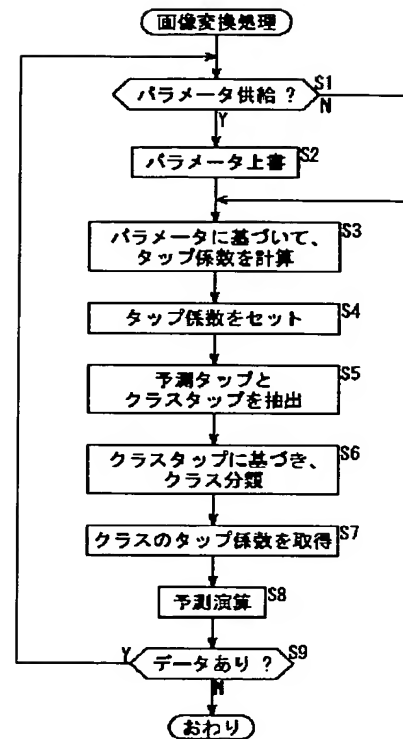 画像変換処理
パラメータ供給 ?
S1
N
Y
パラメータ上書
S2
パラメータに基づいて、
タップ係数を計算
S3
タップ係数をセット
S4
予測タップと
クラスタップを抽出
S5
クラスタップに基づき、
クラス分類
S6
クラスのタップ係数を取得
S7
予測演算
S8
Y
データあり ?
S9
N
おわり